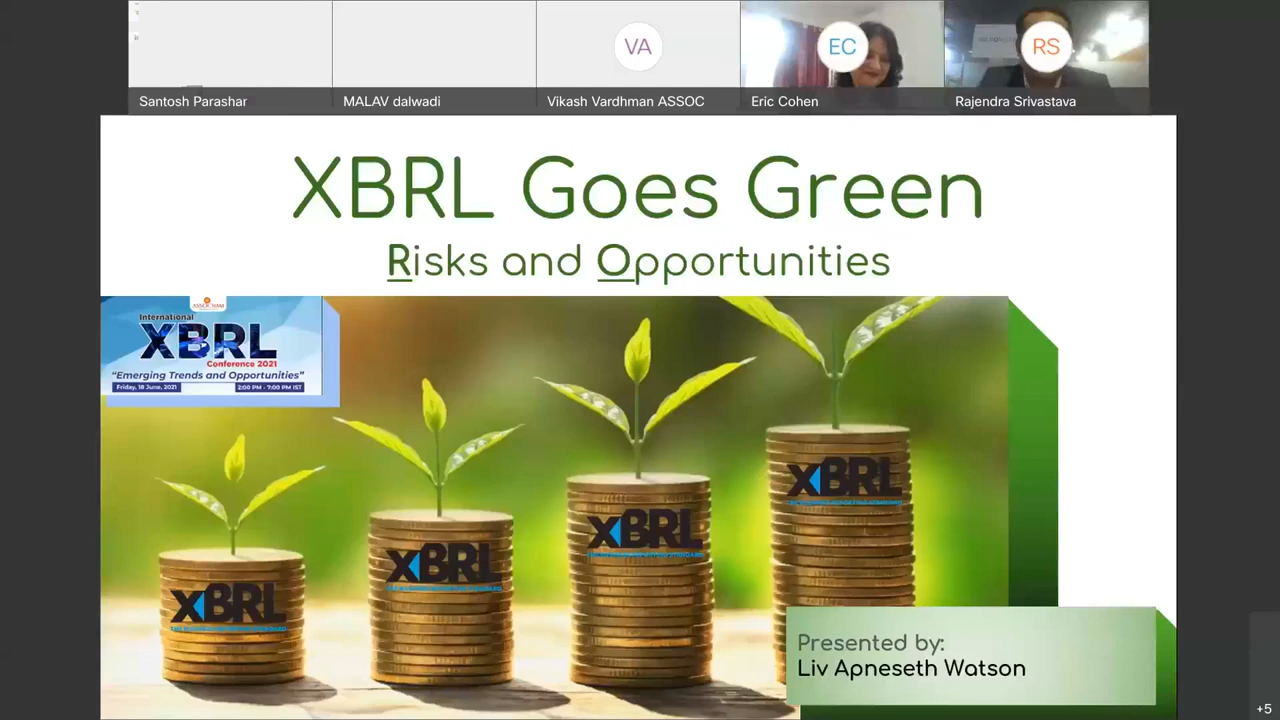 VA
EC
RS
Santosh Parashar
MALAV dalwadi
Vikash Vardhman ASSOC
Eric Cohen
Rajendra Srivastava
XBRL Goes Green
Risks and Opportunities
ASSOCHAM
International
XBRL
Conference 2021
"Emerging Trends and Opportunities"
Friday, 18 June, 2021
2:00 PM - 7:00 PM IST
XBRL
XBRL
XBRL
XBRL
Presented by:
Liv Apneseth Watson
+5